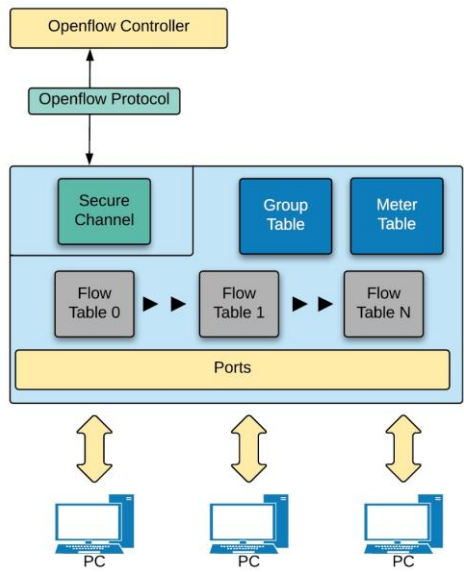 Openflow Controller
Openflow Protocol
Secure
Channel
Group
Table
Meter
Table
Flow
Table 0
Flow
Table 1
Flow
Table N
Ports
PC
PC
PC